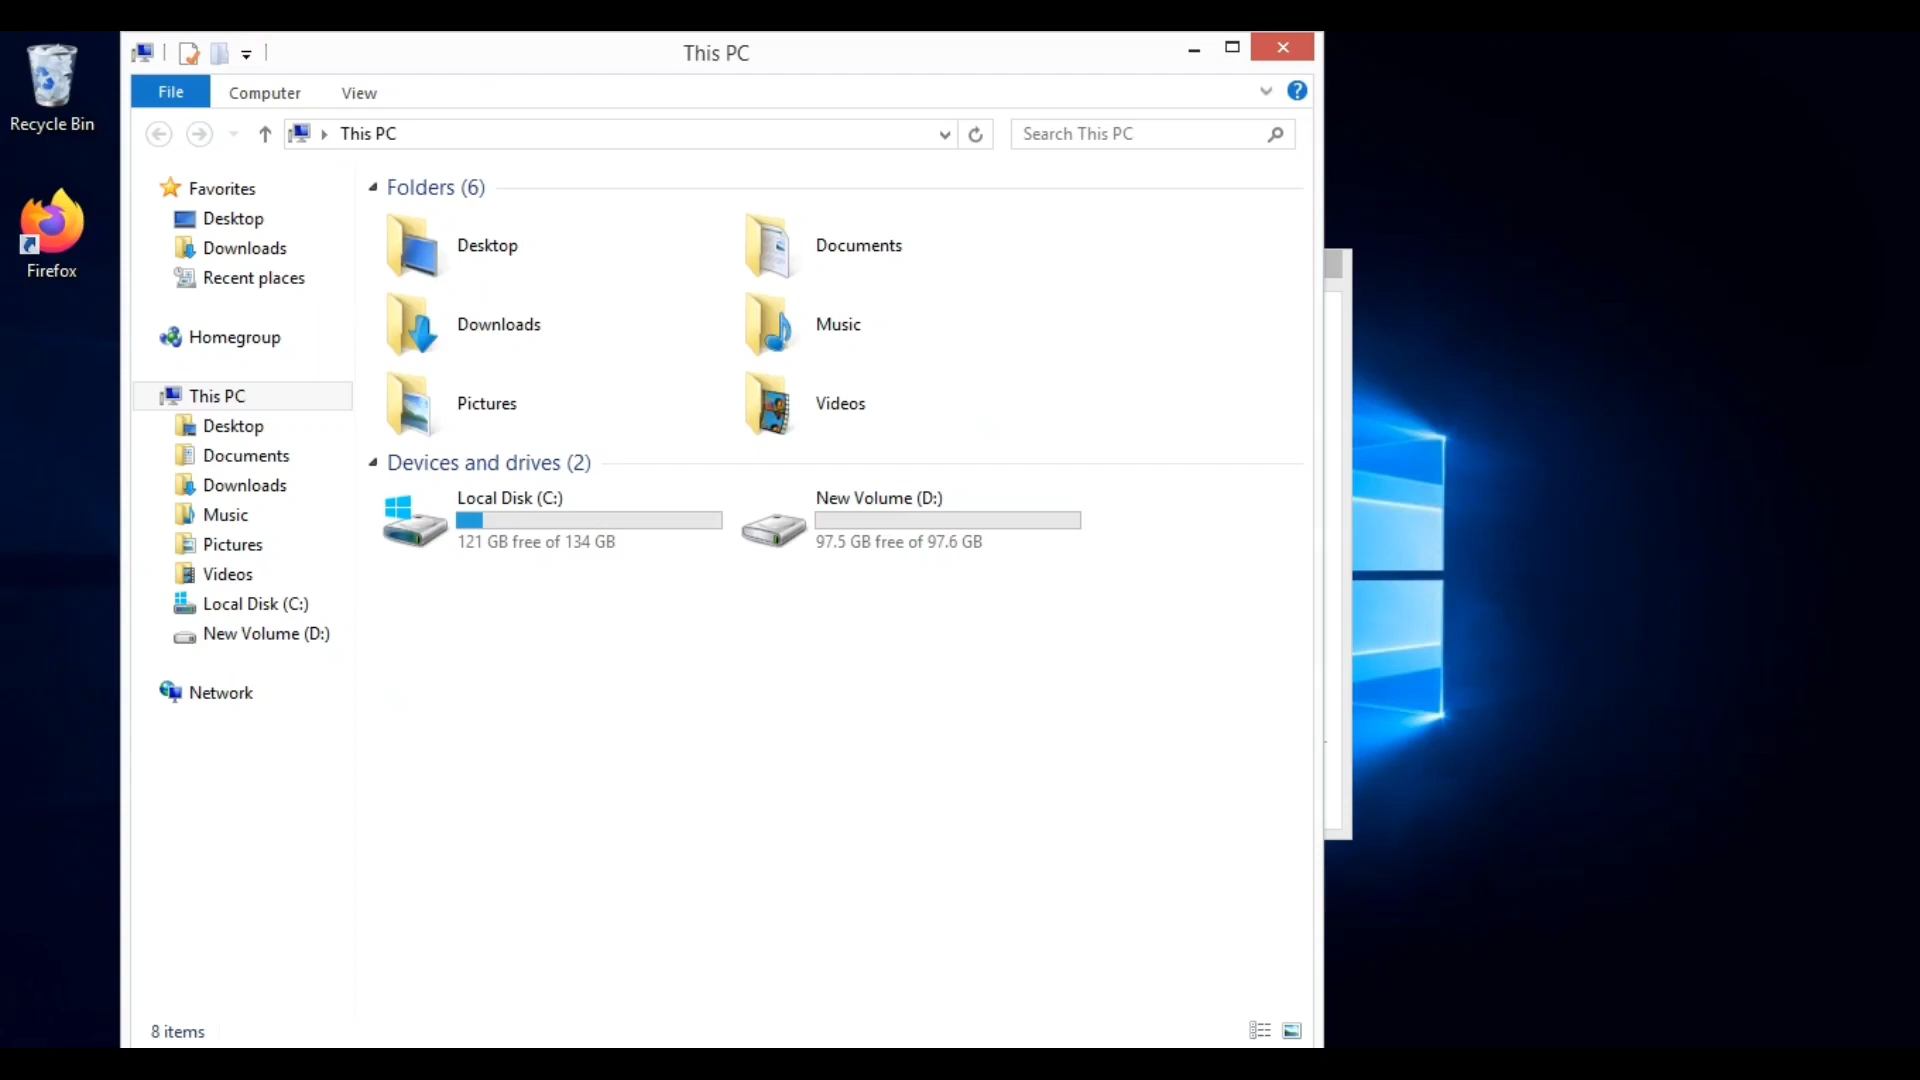 This PC
File
Computer
View
This PC
Search This PC
Recycle Bin
Firefox
Favorites
Desktop
Downloads
Recent places
Homegroup
This PC
Desktop
Documents
Downloads
Music
Pictures
Videos
Local Disk (C:)
New Volume (D:)
Network
Folders (6)
Desktop
Documents
Downloads
Music
Pictures
Videos
Devices and drives (2)
Local Disk (C:)
121 GB free of 134 GB
New Volume (D:)
97.5 GB free of 97.6 GB
8 items